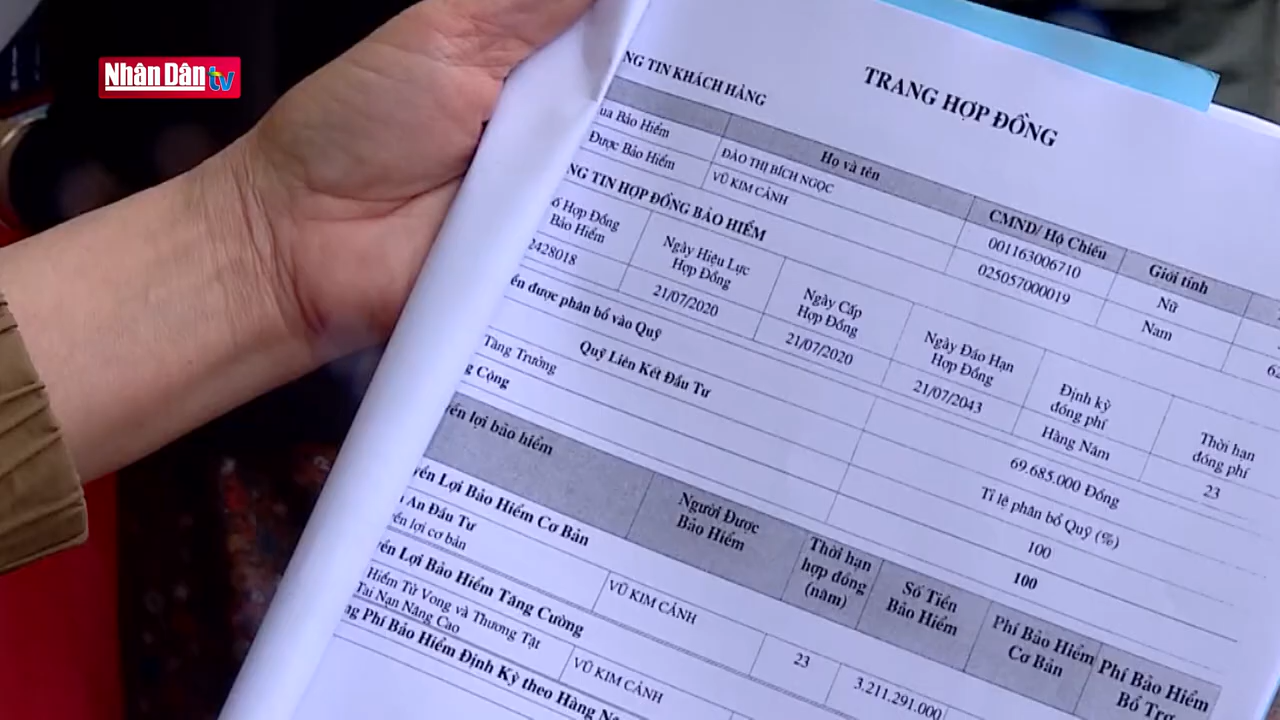 Nhân Dân tv
TRANG HỢP ĐỒNG
TIN KHÁCH HÀNG
Họ và tên
CMND/ Hộ Chiếu
Giới tính
ua Bảo Hiểm
ĐÀO THỊ BÍCH NGỌC
001163006710
Nữ
Được Bảo Hiểm
VŨ KIM CẢNH
025057000019
Nam
TIN HỢP ĐỒNG BẢO HIỂM
Hợp Đồng
Bảo Hiểm
Ngày Hiệu Lực
Hợp Đồng
Ngày Cấp
Hợp Đồng
Ngày Đáo Hạn
Hợp Đồng
Định kỳ
đóng phí
Thời hạn
đóng phí
2428018
21/07/2020
21/07/2020
21/07/2043
Hàng Năm
23
được phân bổ vào Quỹ
69.685.000 Đồng
Quỹ Liên Kết Đầu Tư
Tỉ lệ phân bổ Quỹ (%)
Tăng Trưởng
100
Cộng
100
lợi bảo hiểm
Người Được
Bảo Hiểm
Thời hạn
hợp đồng
(năm)
Số Tiền
Bảo Hiểm
Phí Bảo Hiểm
Cơ Bản
Phí Bảo Hiểm
Bổ Trợ
Lợi Bảo Hiểm Cơ Bản
An Đầu Tư
lợi cơ bản
VŨ KIM CẢNH
23
3.211.291.000
Lợi Bảo Hiểm Tăng Cường
Hiểm Tử Vong và Thương Tật
Tai Nạn Nâng Cao
VŨ KIM CẢNH
Phí Bảo Hiểm Định Kỳ theo Hàng